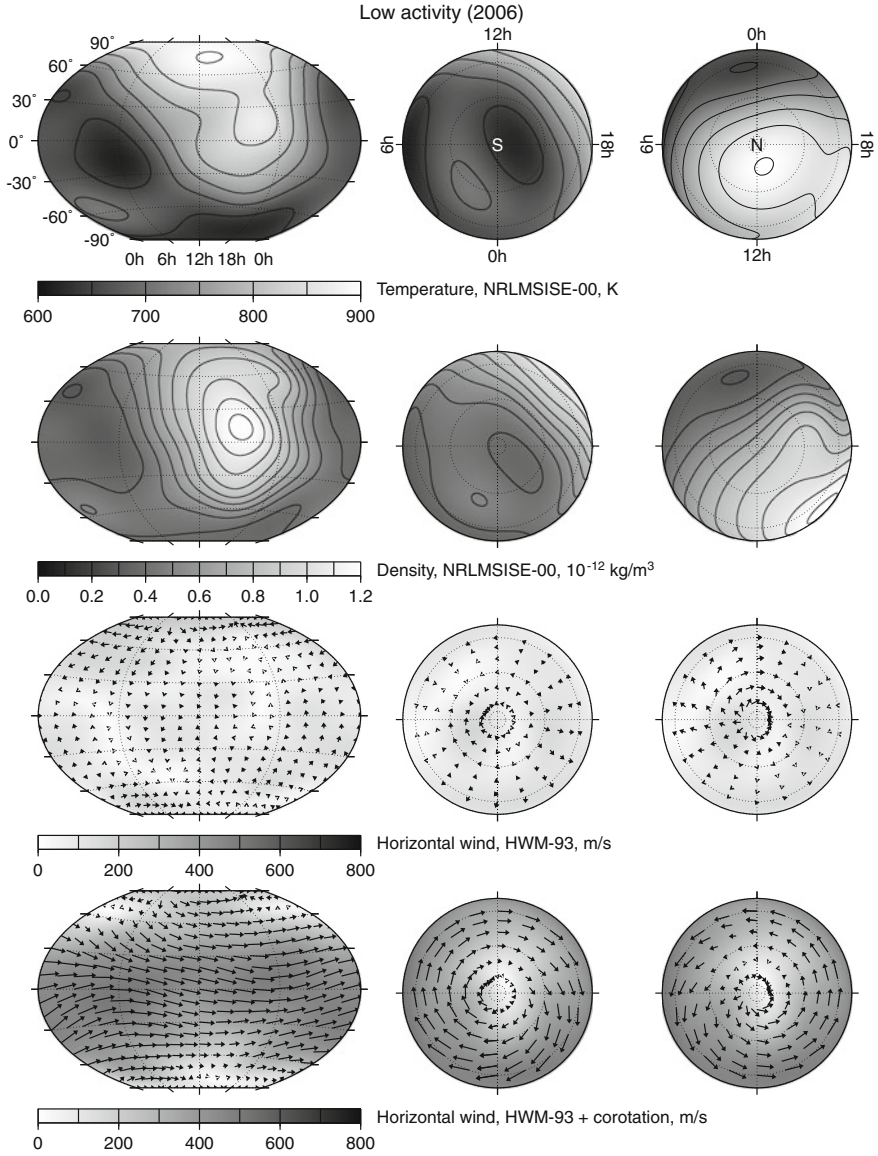 Low activity (2006)
12h
0h
90°
60°
30°
0°
-30°
-60°
-90°
0h 6h 12h 18h 0h
6h
S
18h
0h
6h
N
18h
12h
600 700 800 900
Temperature, NRLMSISE-00, K
0.0 0.2 0.4 0.6 0.8 1.0 1.2
Density, NRLMSISE-00, 10⁻¹² kg/m³
0 200 400 600 800
Horizontal wind, HWM-93, m/s
0 200 400 600 800
Horizontal wind, HWM-93 + corotation, m/s